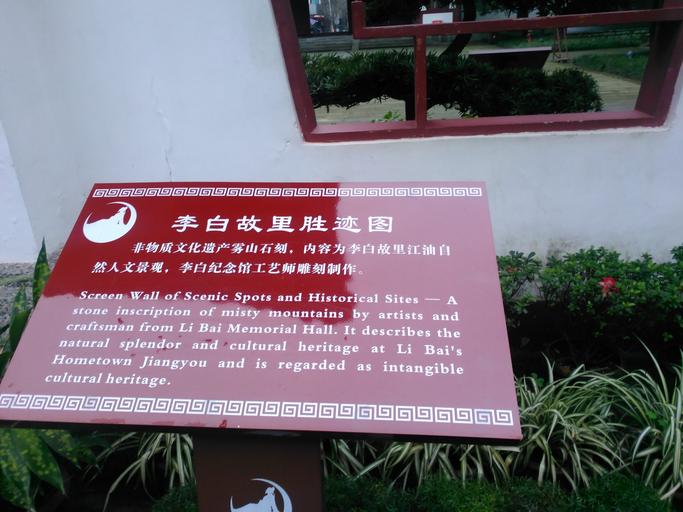 李白故里胜迹图
非物质文化遗产雾山石刻，内容为李白故里江油自
然人文景观，李白纪念馆工艺师雕刻制作。
Screen Wall of Scenic Spots and Historical Sites — A
stone inscription of misty mountains by artists and
craftsman from Li Bai Memorial Hall. It describes the
natural splendor and cultural heritage at Li Bai's
Hometown Jiangyou and is regarded as intangible
cultural heritage.